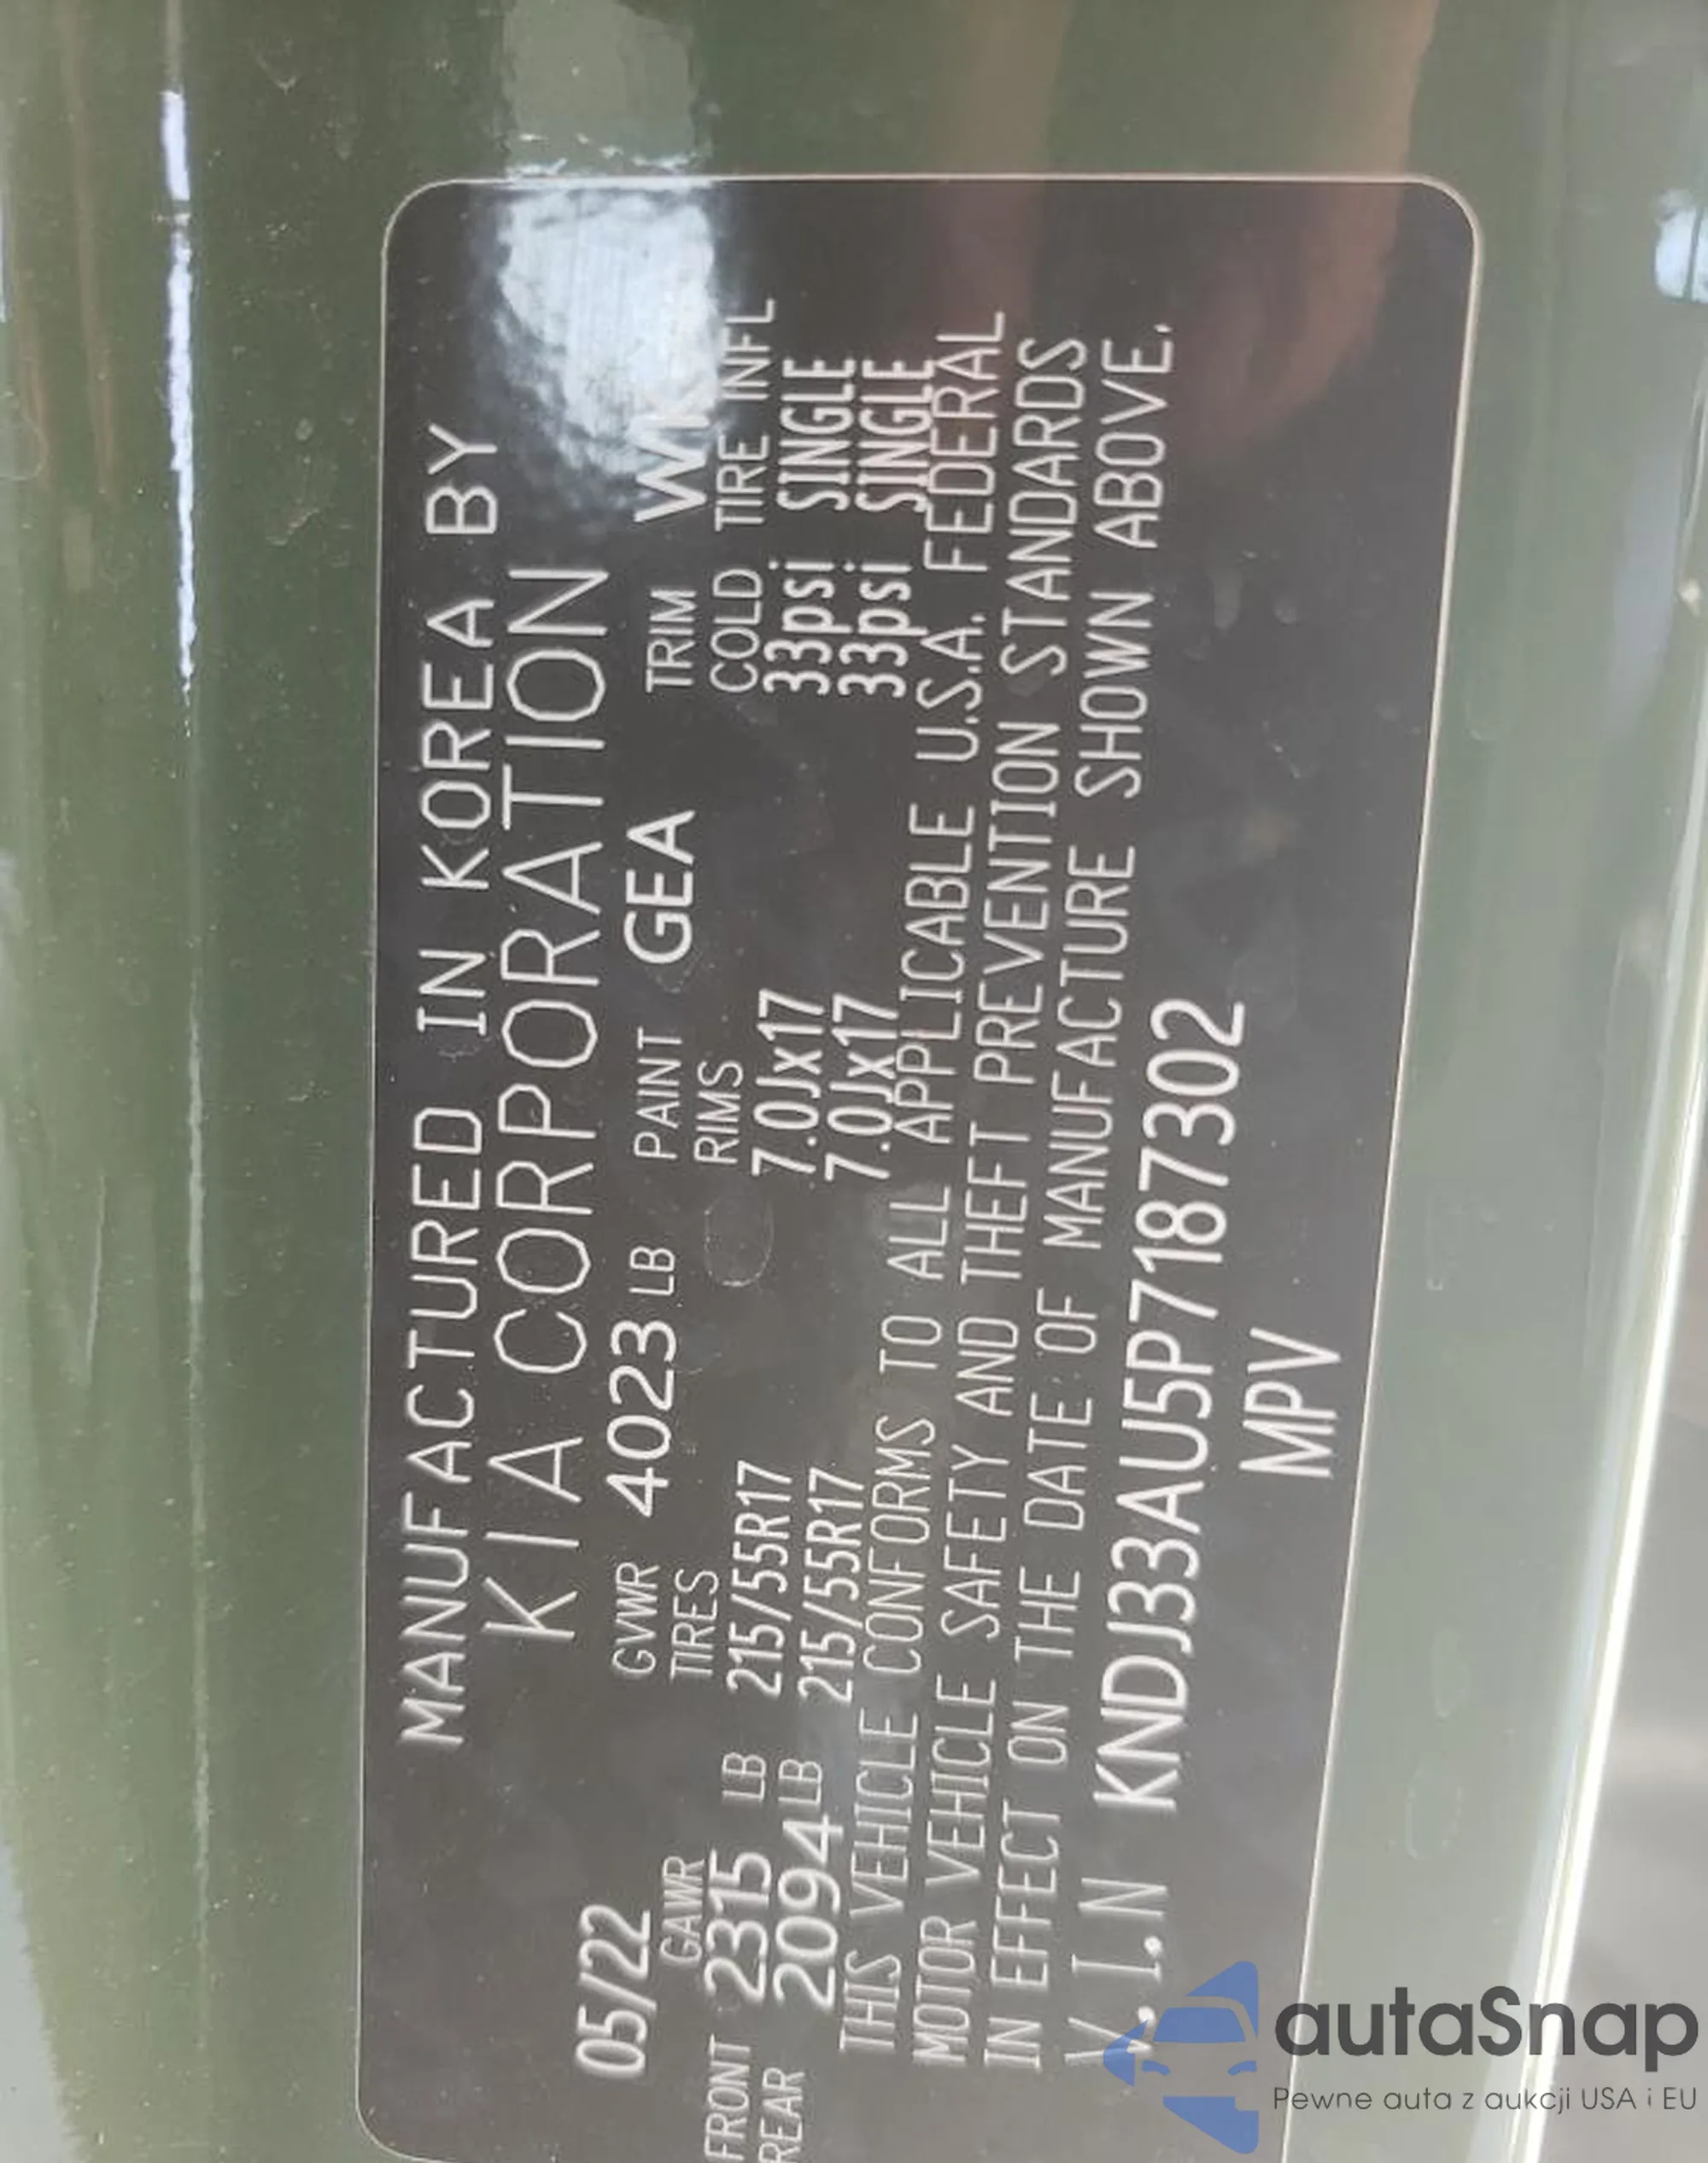 MANUFACTURED IN KOREA BY
KIA CORPORATION
05/22 GVWR 4023 LB PAINT GEA TRIM
GAWR TIRES RIMS COLD TIRE INFL
FRONT 2315 LB 215/55R17 7.0Jx17 33psi SINGLE
REAR 2094 LB 215/55R17 7.0Jx17 33psi SINGLE
THIS VEHICLE CONFORMS TO ALL APPLICABLE U.S.A. FEDERAL
MOTOR VEHICLE SAFETY AND THEFT PREVENTION STANDARDS
IN EFFECT ON THE DATE OF MANUFACTURE SHOWN ABOVE.
V.I.N KNDJ33AU5P7187302
MPV
autaSnap
Pewne auta z aukcji USA i EU